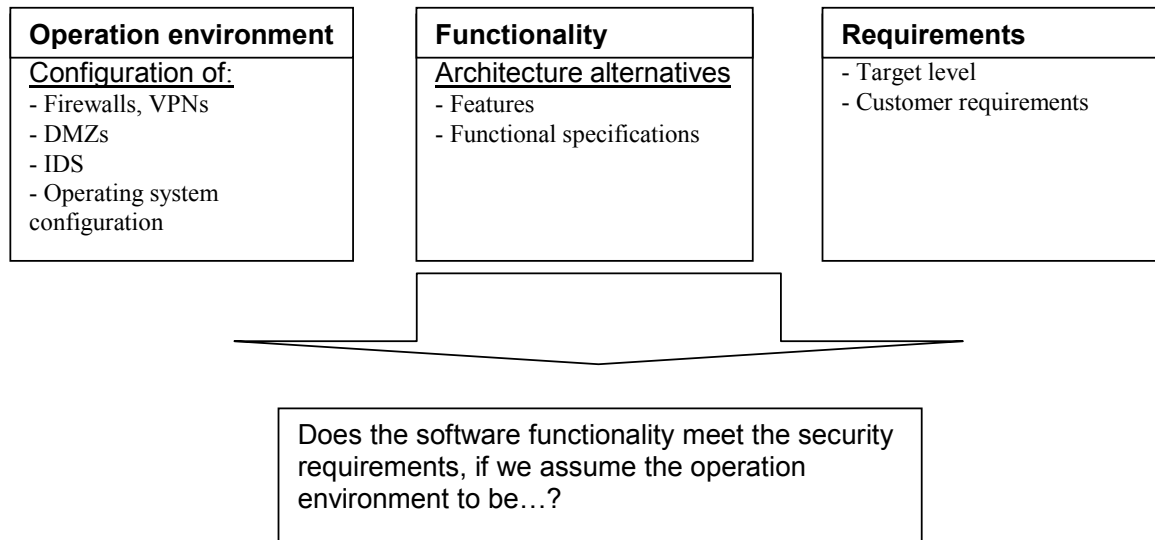 Operation environment
Configuration of:
- Firewalls, VPNs
- DMZs
- IDS
- Operating system
configuration
Functionality
Architecture alternatives
- Features
- Functional specifications
Requirements
- Target level
- Customer requirements
Does the software functionality meet the security
requirements, if we assume the operation
environment to be…?